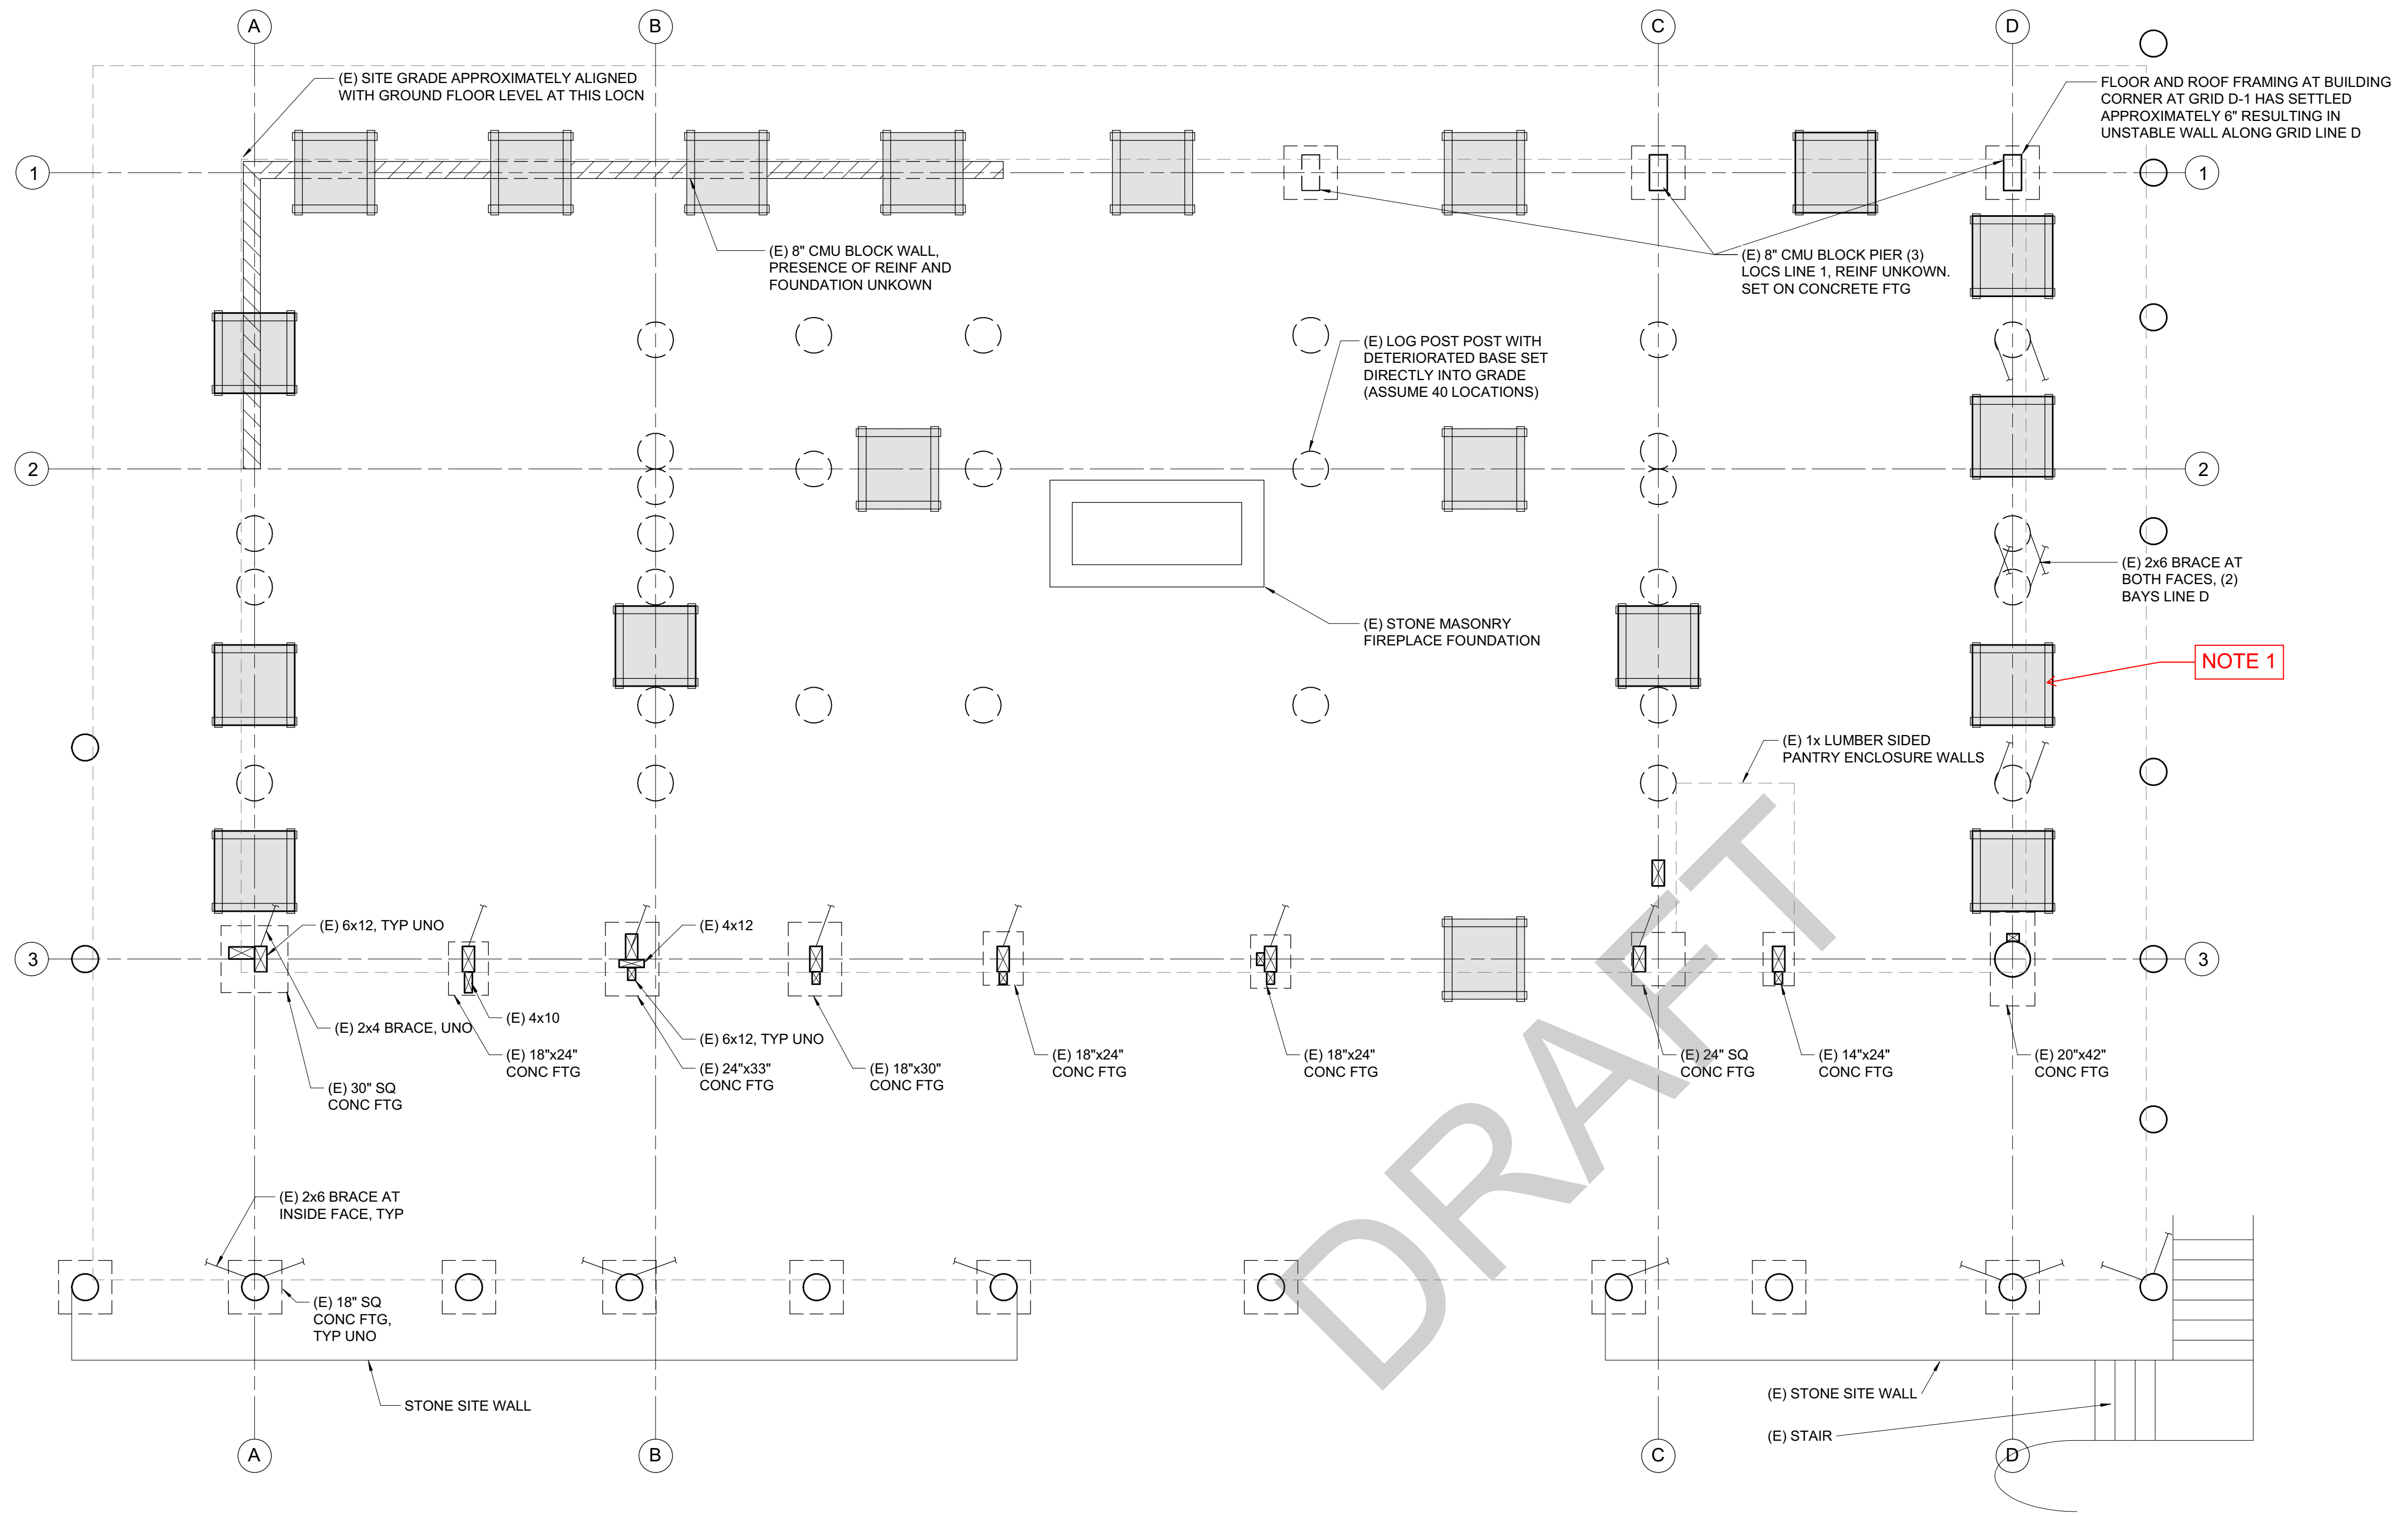 A
B
C
D
(E) SITE GRADE APPROXIMATELY ALIGNED
WITH GROUND FLOOR LEVEL AT THIS LOCN
FLOOR AND ROOF FRAMING AT BUILDING
CORNER AT GRID D-1 HAS SETTLED
APPROXIMATELY 6" RESULTING IN
UNSTABLE WALL ALONG GRID LINE D
1
1
(E) 8" CMU BLOCK WALL,
PRESENCE OF REINF AND
FOUNDATION UNKOWN
(E) 8" CMU BLOCK PIER (3)
LOCS LINE 1, REINF UNKOWN.
SET ON CONCRETE FTG
(E) LOG POST POST WITH
DETERIORATED BASE SET
DIRECTLY INTO GRADE
(ASSUME 40 LOCATIONS)
2
2
(E) 2x6 BRACE AT
BOTH FACES, (2)
BAYS LINE D
(E) STONE MASONRY
FIREPLACE FOUNDATION
NOTE 1
(E) 1x LUMBER SIDED
PANTRY ENCLOSURE WALLS
(E) 6x12, TYP UNO
(E) 4x12
3
3
(E) 2x4 BRACE, UNO
(E) 4x10
(E) 6x12, TYP UNO
(E) 30" SQ
CONC FTG
(E) 18"x24"
CONC FTG
(E) 24"x33"
CONC FTG
(E) 18"x30"
CONC FTG
(E) 18"x24"
CONC FTG
(E) 18"x24"
CONC FTG
(E) 24" SQ
CONC FTG
(E) 14"x24"
CONC FTG
(E) 20"x42"
CONC FTG
DRAFT
(E) 2x6 BRACE AT
INSIDE FACE, TYP
(E) 18" SQ
CONC FTG,
TYP UNO
STONE SITE WALL
(E) STONE SITE WALL
(E) STAIR
A
B
C
D